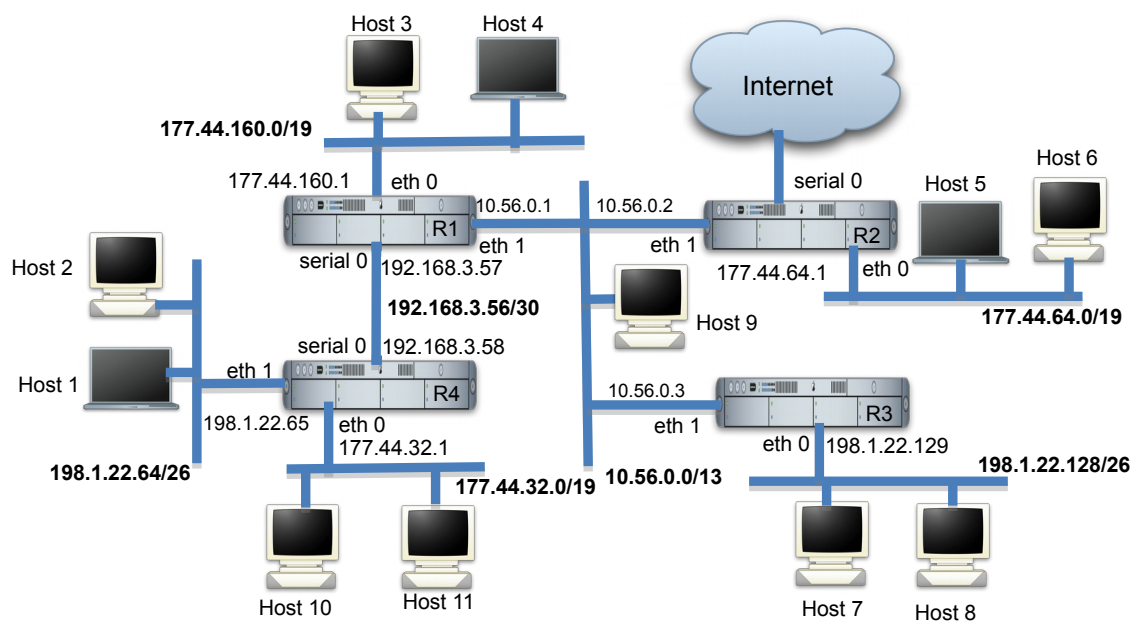 Host 3
Host 4
Internet
177.44.160.0/19
Host 6
serial 0
Host 5
177.44.160.1
eth 0
10.56.0.1
10.56.0.2
R1
R2
eth 1
eth 1
serial 0
192.168.3.57
177.44.64.1
eth 0
Host 2
192.168.3.56/30
Host 9
177.44.64.0/19
serial 0
192.168.3.58
Host 1
eth 1
10.56.0.3
R4
R3
198.1.22.65
eth 0
eth 1
177.44.32.1
eth 0
198.1.22.129
198.1.22.64/26
177.44.32.0/19
10.56.0.0/13
198.1.22.128/26
Host 10
Host 11
Host 7
Host 8